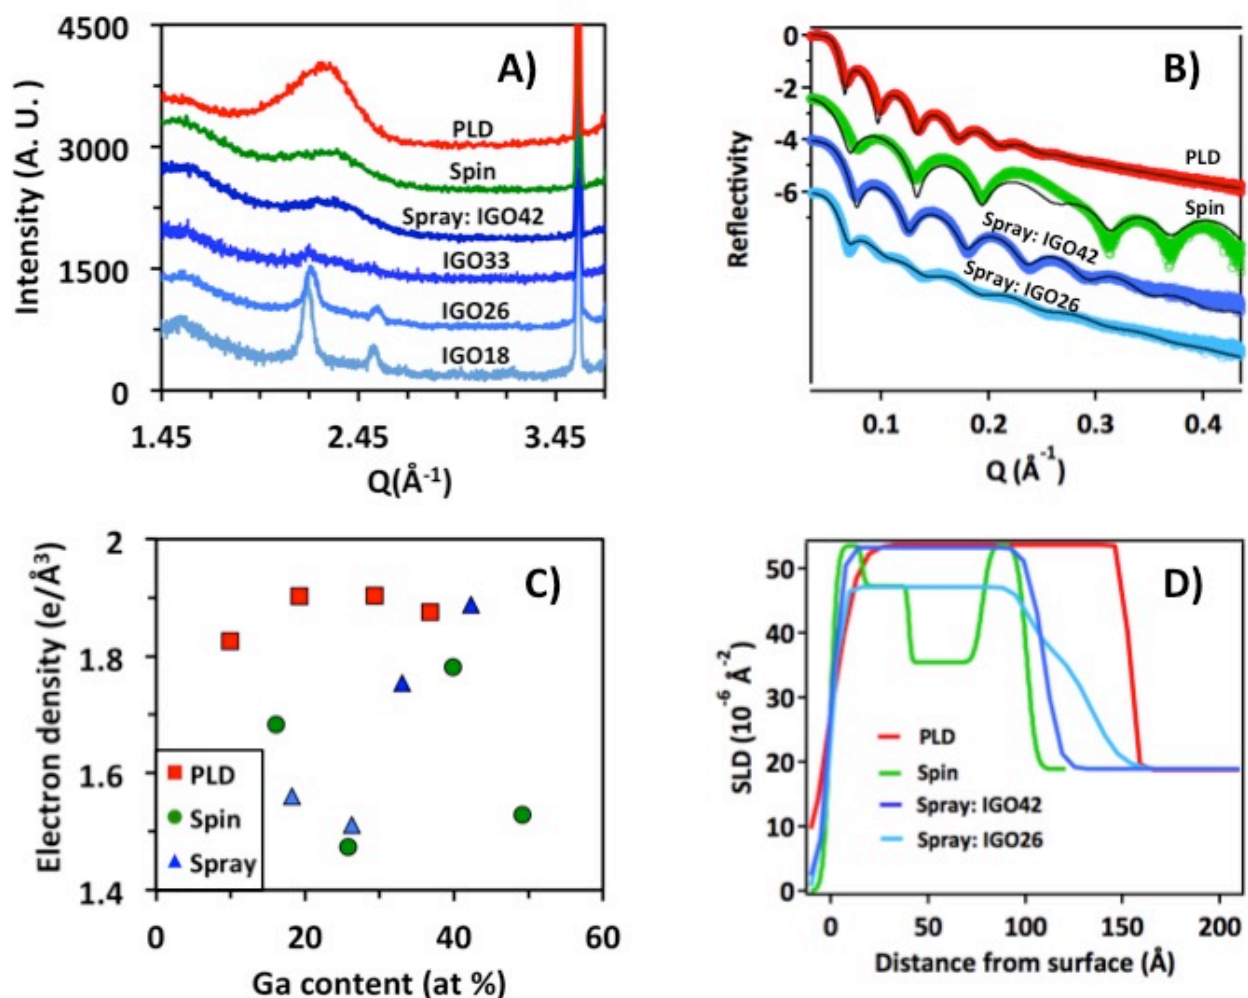 A)
4500
3000
1500
0
Intensity (A. U.)
PLD
Spin
Spray: IGO42
IGO33
IGO26
IGO18
1.45 2.45 3.45
Q(Å-1)
B)
0
-2
-4
-6
Reflectivity
PLD
Spin
Spray: IGO42
Spray: IGO26
0.1 0.2 0.3 0.4
Q (Å-1)
C)
2
1.8
1.6
1.4
Electron density (e/Å3)
PLD
Spin
Spray
0 20 40 60
Ga content (at %)
D)
50
40
30
20
10
0
SLD (10-6 Å-2)
PLD
Spin
Spray: IGO42
Spray: IGO26
0 50 100 150 200
Distance from surface (Å)